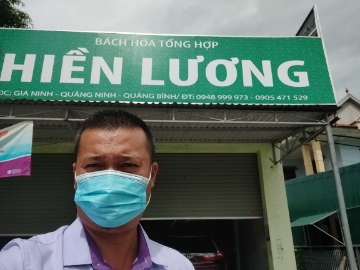 BÁCH HÓA TỔNG HỢP
HIỀN LƯƠNG
ĐC: GIA NINH - QUẢNG NINH - QUẢNG BÌNH/ ĐT: 0948 999 973 - 0905 471 529